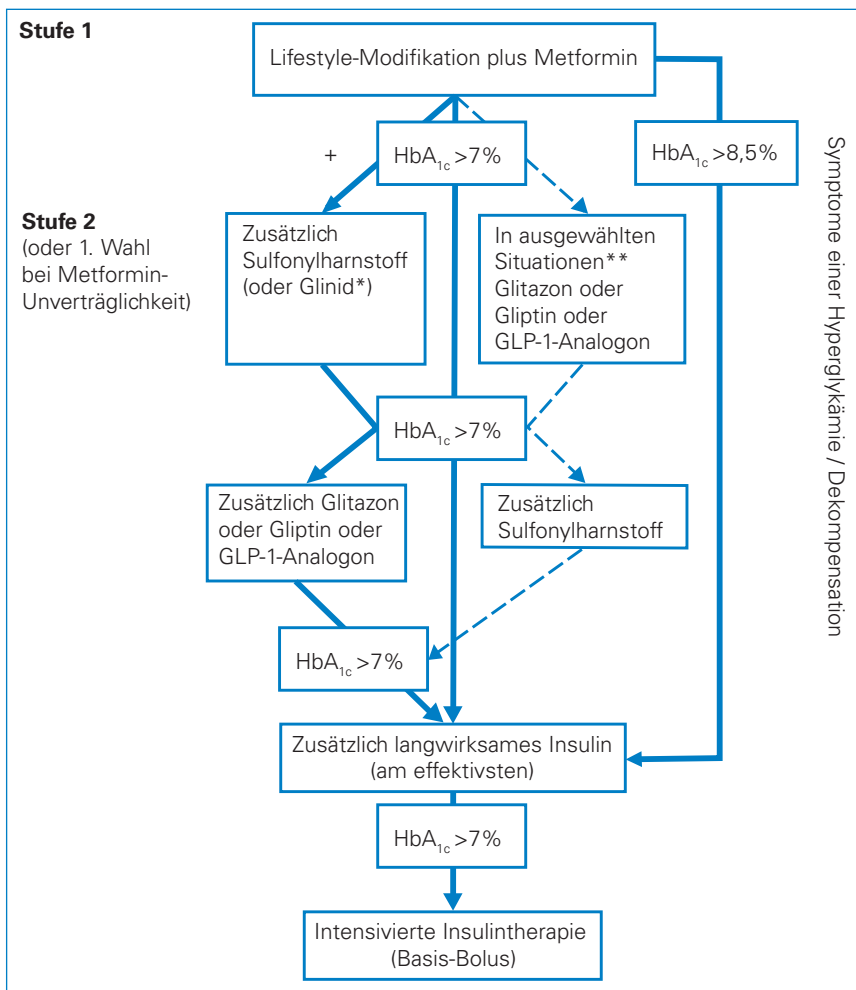 Stufe 1
Lifestyle-Modifikation plus Metformin
+
HbA1c >7%
HbA1c >8,5%
Symptome einer Hyperglykämie / Dekompensation
Stufe 2
(oder 1. Wahl
bei Metformin-
Unverträglichkeit)
Zusätzlich
Sulfonylharnstoff
(oder Glinid*)
In ausgewählten
Situationen**
Glitazon oder
Gliptin oder
GLP-1-Analogon
HbA1c >7%
Zusätzlich Glitazon
oder Gliptin oder
GLP-1-Analogon
Zusätzlich
Sulfonylharnstoff
HbA1c >7%
Zusätzlich langwirksames Insulin
(am effektivsten)
HbA1c >7%
Intensivierte Insulintherapie
(Basis-Bolus)